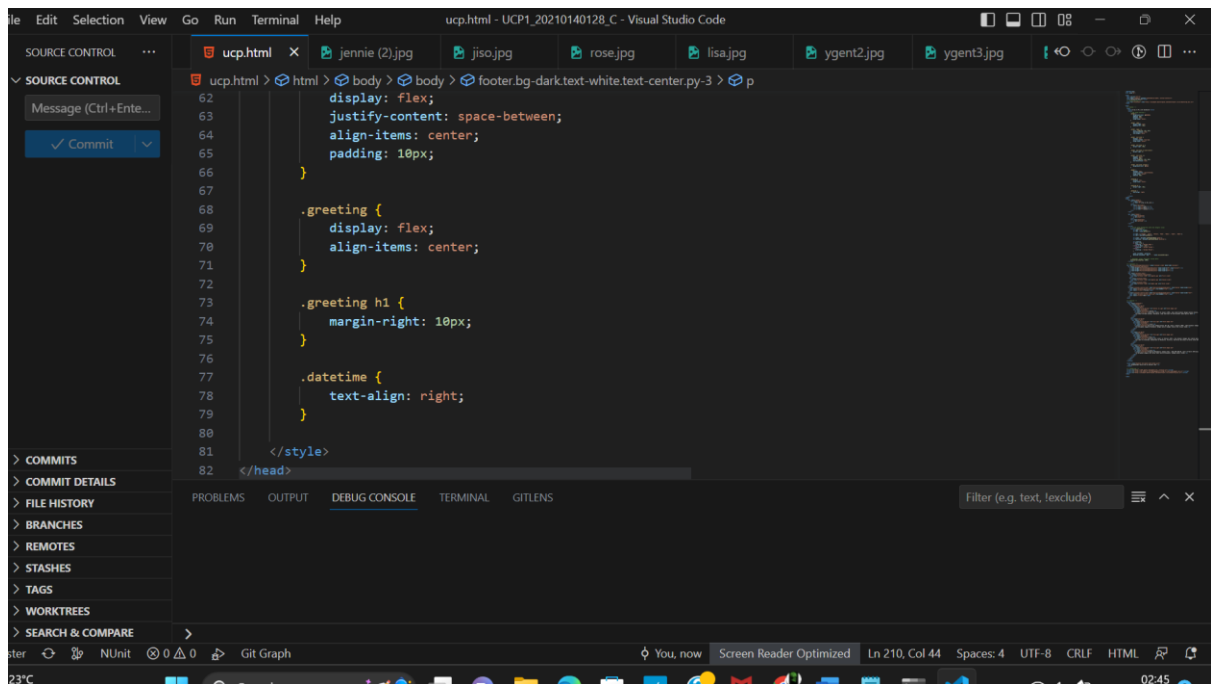 ile Edit Selection View Go Run Terminal Help ucp.html - UCP1_20210140128_C - Visual Studio Code
SOURCE CONTROL ucp.html jennie (2).jpg jiso.jpg rose.jpg lisa.jpg ygent2.jpg ygent3.jpg
SOURCE CONTROL ucp.html > html > body > body > footer.bg-dark.text-white.text-center.py-3 > p
Message (Ctrl+Ente...
Commit
62 display: flex;
63 justify-content: space-between;
64 align-items: center;
65 padding: 10px;
66 }
67
68 .greeting {
69 display: flex;
70 align-items: center;
71 }
72
73 .greeting h1 {
74 margin-right: 10px;
75 }
76
77 .datetime {
78 text-align: right;
79 }
80
81 </style>
82 </head>
COMMITS
COMMIT DETAILS
FILE HISTORY
BRANCHES
REMOTES
STASHES
TAGS
WORKTREES
SEARCH & COMPARE
PROBLEMS OUTPUT DEBUG CONSOLE TERMINAL GITLENS Filter (e.g. text, !exclude)
ster NUnit 0 0 Git Graph You, now Screen Reader Optimized Ln 210, Col 44 Spaces: 4 UTF-8 CRLF HTML
23°C 02:45